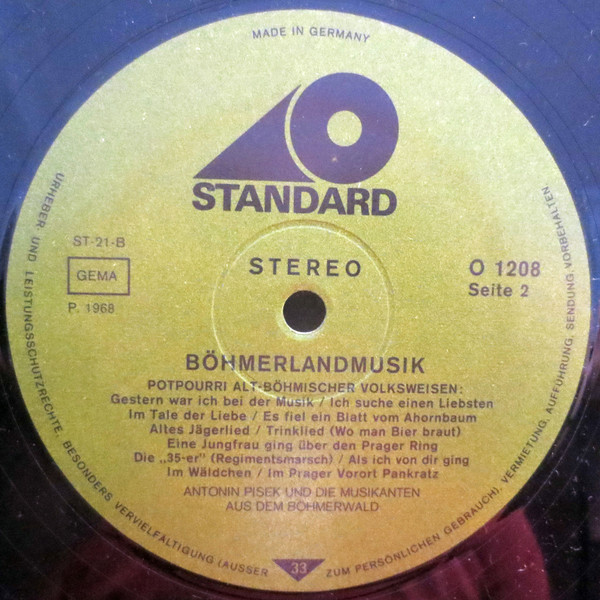 MADE IN GERMANY
STANDARD
ST-21-B
GEMA
P. 1968
STEREO
O 1208
Seite 2
BÖHMERLANDMUSIK
POTPOURRI ALT-BÖHMISCHER VOLKSWEISEN:
Gestern war ich bei der Musik / Ich suche einen Liebsten
Im Tale der Liebe / Es fiel ein Blatt vom Ahornbaum
Altes Jägerlied / Trinklied (Wo man Bier braut)
Eine Jungfrau ging über den Prager Ring
Die „35-er" (Regimentsmarsch) / Als ich von dir ging
Im Wäldchen / Im Prager Vorort Pankratz
ANTONIN PISEK UND DIE MUSIKANTEN
AUS DEM BÖHMERWALD
33
URHEBER UND LEISTUNGSSCHUTZRECHTE, BESONDERS VERVIELFÄLTIGUNG (AUSSER ZUM PERSÖNLICHEN GEBRAUCH), VERMIETUNG, AUFFÜHRUNG, SENDUNG, VORBEHALTEN